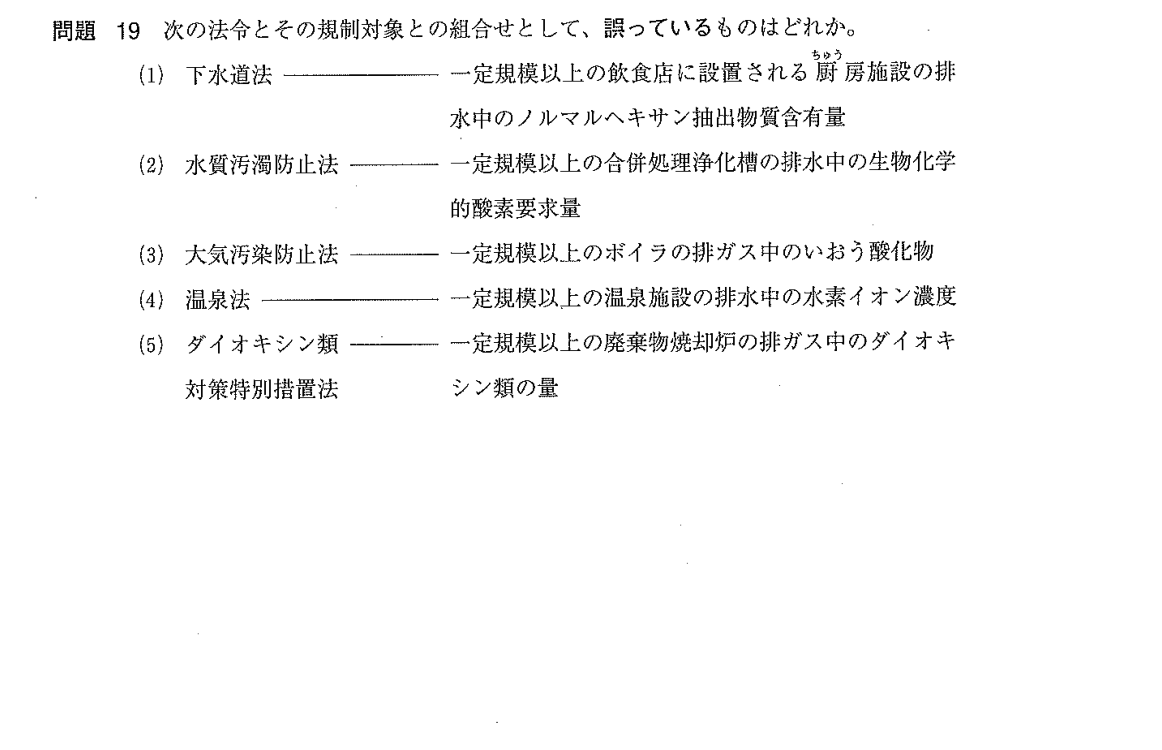 問題 19 次の法令とその規制対象との組合せとして、誤っているものはどれか。
(1) 下水道法 ――――――― 一定規模以上の飲食店に設置される厨房施設の排
ちゅう
水中のノルマルヘキサン抽出物質含有量
(2) 水質汚濁防止法 ―――― 一定規模以上の合併処理浄化槽の排水中の生物化学
的酸素要求量
(3) 大気汚染防止法 ―――― 一定規模以上のボイラの排ガス中のいおう酸化物
(4) 温泉法 ―――――――― 一定規模以上の温泉施設の排水中の水素イオン濃度
(5) ダイオキシン類 ―――― 一定規模以上の廃棄物焼却炉の排ガス中のダイオキ
対策特別措置法 シン類の量